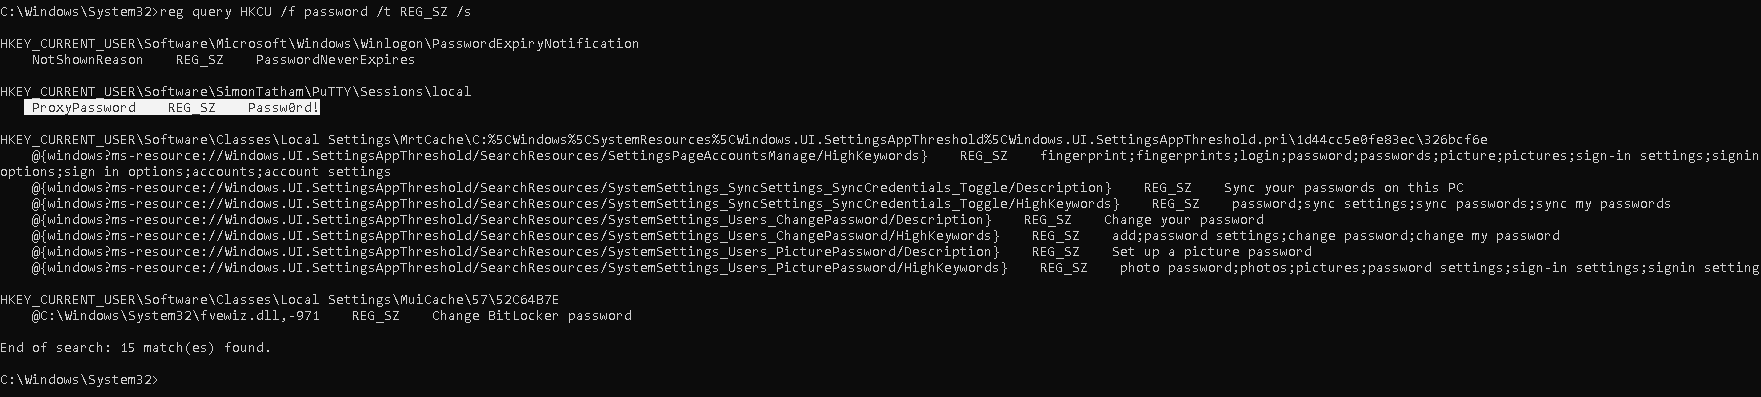 C:\Windows\System32>reg query HKCU /f password /t REG_SZ /s
HKEY_CURRENT_USER\Software\Microsoft\Windows\Winlogon\PasswordExpiryNotification
NotShownReason    REG_SZ    PasswordNeverExpires
HKEY_CURRENT_USER\Software\SimonTatham\PuTTY\Sessions\local
ProxyPassword    REG_SZ    Passw0rd!
HKEY_CURRENT_USER\Software\Classes\Local Settings\MrtCache\C:%5CWindows%5CSystemResources%5CWindows.UI.SettingsAppThreshold%5CWindows.UI.SettingsAppThreshold.pri\1d44cc5e0fe83ec\326bcf6e
@{windows?ms-resource://Windows.UI.SettingsAppThreshold/SearchResources/SettingsPageAccountsManage/HighKeywords}    REG_SZ    fingerprint;fingerprints;login;password;passwords;picture;pictures;sign-in settings;signin
options;sign in options;accounts;account settings
@{windows?ms-resource://Windows.UI.SettingsAppThreshold/SearchResources/SystemSettings_SyncSettings_SyncCredentials_Toggle/Description}    REG_SZ    Sync your passwords on this PC
@{windows?ms-resource://Windows.UI.SettingsAppThreshold/SearchResources/SystemSettings_SyncSettings_SyncCredentials_Toggle/HighKeywords}    REG_SZ    password;sync settings;sync passwords;sync my passwords
@{windows?ms-resource://Windows.UI.SettingsAppThreshold/SearchResources/SystemSettings_Users_ChangePassword/Description}    REG_SZ    Change your password
@{windows?ms-resource://Windows.UI.SettingsAppThreshold/SearchResources/SystemSettings_Users_ChangePassword/HighKeywords}    REG_SZ    add;password settings;change password;change my password
@{windows?ms-resource://Windows.UI.SettingsAppThreshold/SearchResources/SystemSettings_Users_PicturePassword/Description}    REG_SZ    Set up a picture password
@{windows?ms-resource://Windows.UI.SettingsAppThreshold/SearchResources/SystemSettings_Users_PicturePassword/HighKeywords}    REG_SZ    photo password;photos;pictures;password settings;sign-in settings;signin setting
HKEY_CURRENT_USER\Software\Classes\Local Settings\MuiCache\57\52C64B7E
@C:\Windows\System32\fvewiz.dll,-971    REG_SZ    Change BitLocker password
End of search: 15 match(es) found.
C:\Windows\System32>